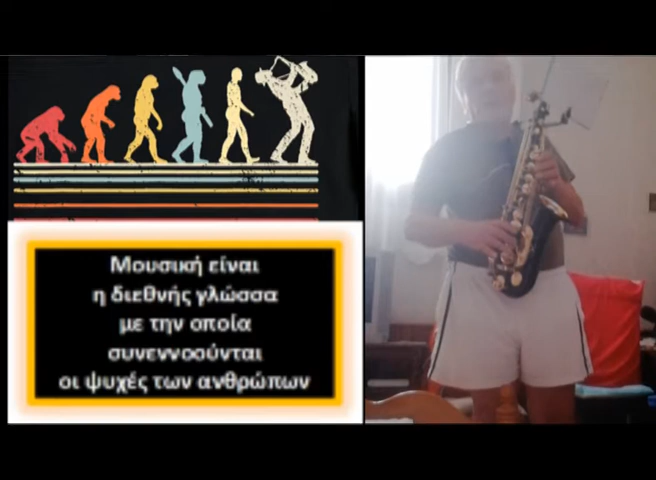 Μουσική είναι
η διεθνής γλώσσα
με την οποία
συνεννοούνται
οι ψυχές των ανθρώπων